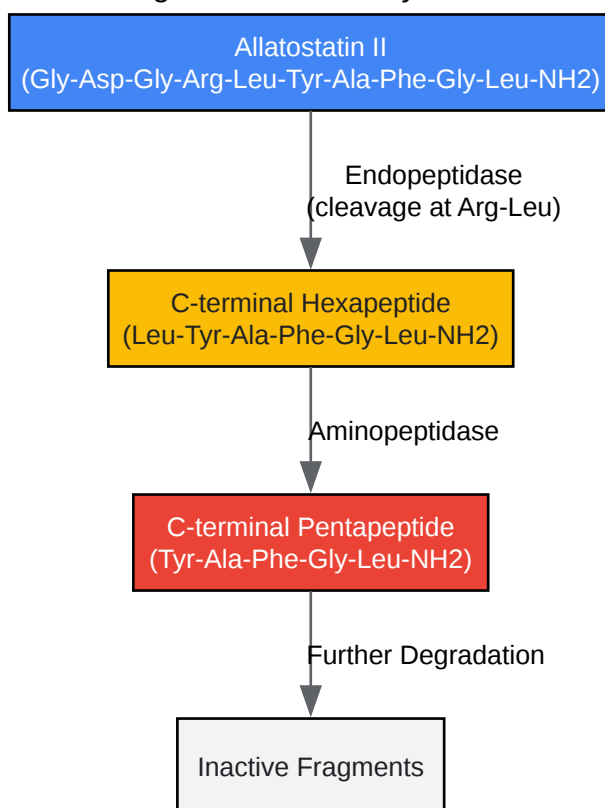 Allatostatin II
(Gly-Asp-Gly-Arg-Leu-Tyr-Ala-Phe-Gly-Leu-NH2)
Endopeptidase
(cleavage at Arg-Leu)
C-terminal Hexapeptide
(Leu-Tyr-Ala-Phe-Gly-Leu-NH2)
Aminopeptidase
C-terminal Pentapeptide
(Tyr-Ala-Phe-Gly-Leu-NH2)
Further Degradation
Inactive Fragments